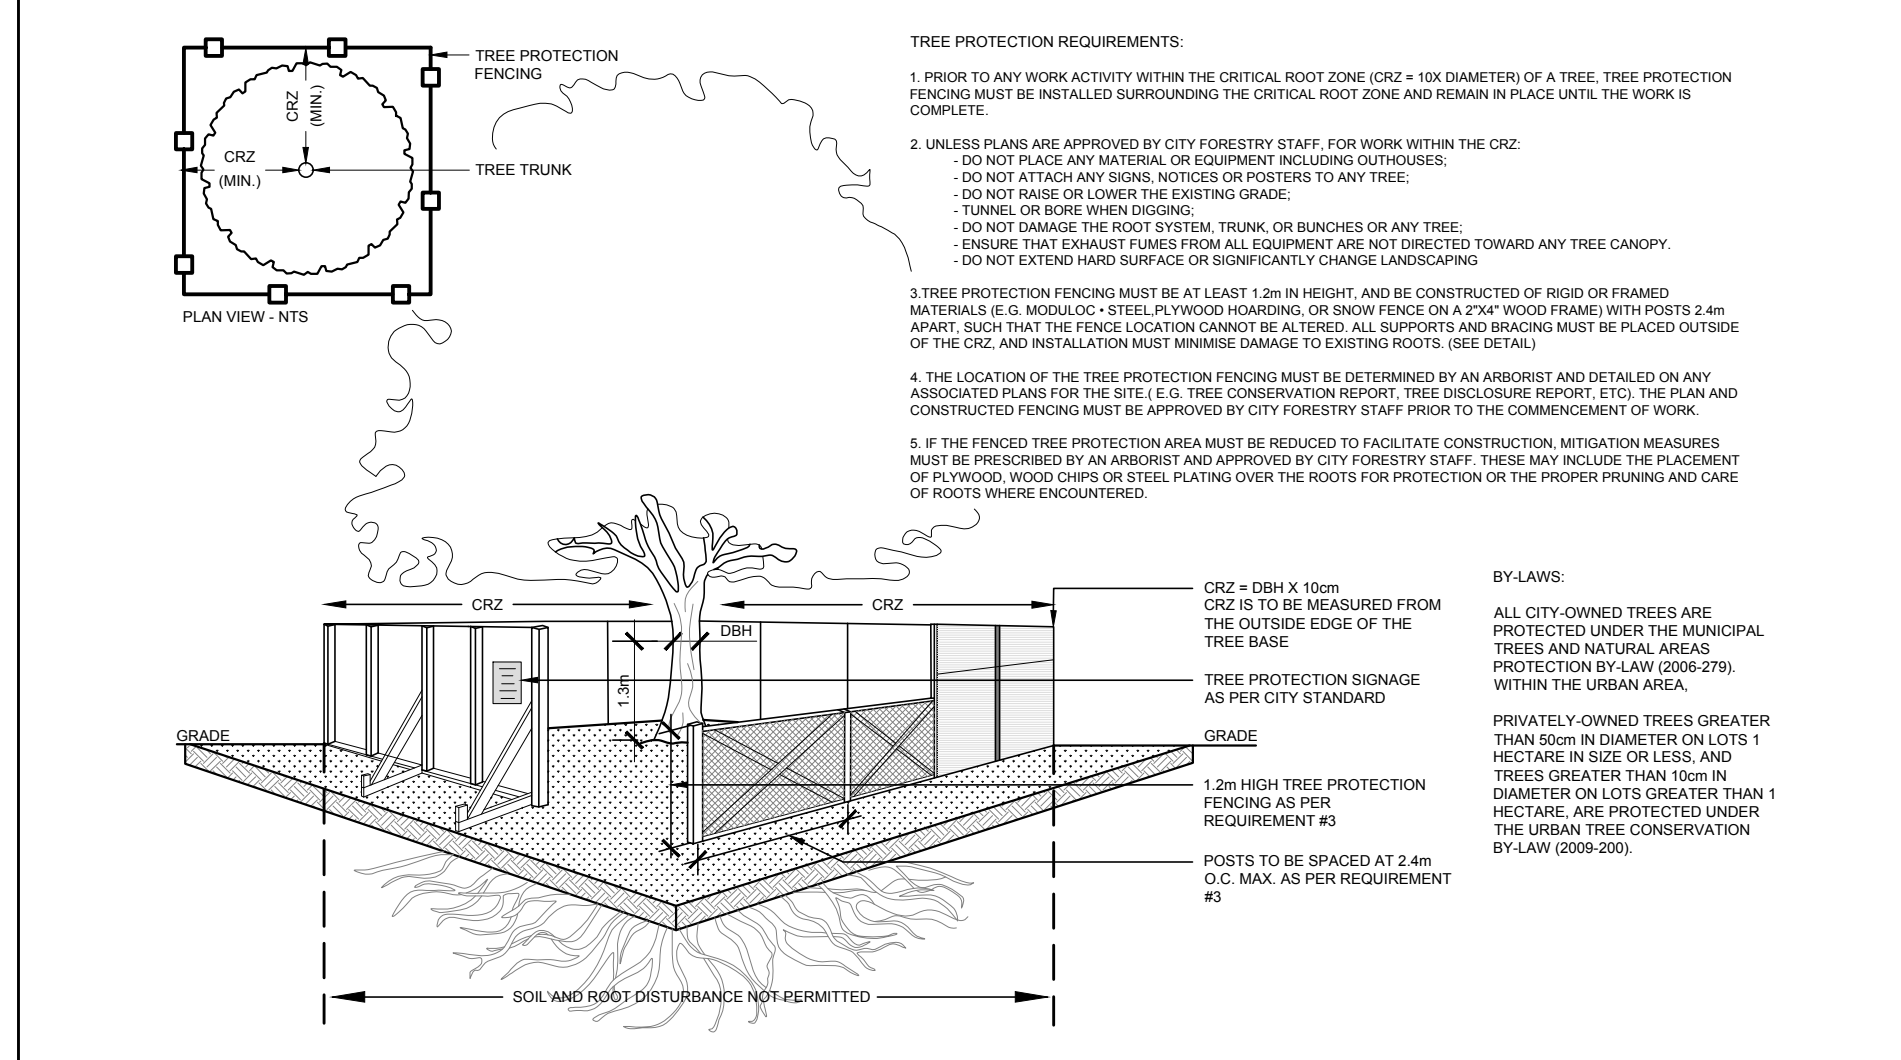 TREE PROTECTION
FENCING
CRZ
(MIN.)
CRZ
(MIN.)
TREE TRUNK
PLAN VIEW - NTS
TREE PROTECTION REQUIREMENTS:
1. PRIOR TO ANY WORK ACTIVITY WITHIN THE CRITICAL ROOT ZONE (CRZ = 10X DIAMETER) OF A TREE, TREE PROTECTION
FENCING MUST BE INSTALLED SURROUNDING THE CRITICAL ROOT ZONE AND REMAIN IN PLACE UNTIL THE WORK IS
COMPLETE.
2. UNLESS PLANS ARE APPROVED BY CITY FORESTRY STAFF, FOR WORK WITHIN THE CRZ:
- DO NOT PLACE ANY MATERIAL OR EQUIPMENT INCLUDING OUTHOUSES;
- DO NOT ATTACH ANY SIGNS, NOTICES OR POSTERS TO ANY TREE;
- DO NOT RAISE OR LOWER THE EXISTING GRADE;
- TUNNEL OR BORE WHEN DIGGING;
- DO NOT DAMAGE THE ROOT SYSTEM, TRUNK, OR BUNCHES OR ANY TREE;
- ENSURE THAT EXHAUST FUMES FROM ALL EQUIPMENT ARE NOT DIRECTED TOWARD ANY TREE CANOPY.
- DO NOT EXTEND HARD SURFACE OR SIGNIFICANTLY CHANGE LANDSCAPING
3.TREE PROTECTION FENCING MUST BE AT LEAST 1.2m IN HEIGHT, AND BE CONSTRUCTED OF RIGID OR FRAMED
MATERIALS (E.G. MODULOC • STEEL,PLYWOOD HOARDING, OR SNOW FENCE ON A 2"X4" WOOD FRAME) WITH POSTS 2.4m
APART, SUCH THAT THE FENCE LOCATION CANNOT BE ALTERED. ALL SUPPORTS AND BRACING MUST BE PLACED OUTSIDE
OF THE CRZ, AND INSTALLATION MUST MINIMISE DAMAGE TO EXISTING ROOTS. (SEE DETAIL)
4. THE LOCATION OF THE TREE PROTECTION FENCING MUST BE DETERMINED BY AN ARBORIST AND DETAILED ON ANY
ASSOCIATED PLANS FOR THE SITE.( E.G. TREE CONSERVATION REPORT, TREE DISCLOSURE REPORT, ETC). THE PLAN AND
CONSTRUCTED FENCING MUST BE APPROVED BY CITY FORESTRY STAFF PRIOR TO THE COMMENCEMENT OF WORK.
5. IF THE FENCED TREE PROTECTION AREA MUST BE REDUCED TO FACILITATE CONSTRUCTION, MITIGATION MEASURES
MUST BE PRESCRIBED BY AN ARBORIST AND APPROVED BY CITY FORESTRY STAFF. THESE MAY INCLUDE THE PLACEMENT
OF PLYWOOD, WOOD CHIPS OR STEEL PLATING OVER THE ROOTS FOR PROTECTION OR THE PROPER PRUNING AND CARE
OF ROOTS WHERE ENCOUNTERED.
CRZ
CRZ
DBH
1.3m
GRADE
CRZ = DBH X 10cm
CRZ IS TO BE MEASURED FROM
THE OUTSIDE EDGE OF THE
TREE BASE
TREE PROTECTION SIGNAGE
AS PER CITY STANDARD
GRADE
1.2m HIGH TREE PROTECTION
FENCING AS PER
REQUIREMENT #3
POSTS TO BE SPACED AT 2.4m
O.C. MAX. AS PER REQUIREMENT
#3
SOIL AND ROOT DISTURBANCE NOT PERMITTED
BY-LAWS:
ALL CITY-OWNED TREES ARE
PROTECTED UNDER THE MUNICIPAL
TREES AND NATURAL AREAS
PROTECTION BY-LAW (2006-279).
WITHIN THE URBAN AREA,
PRIVATELY-OWNED TREES GREATER
THAN 50cm IN DIAMETER ON LOTS 1
HECTARE IN SIZE OR LESS, AND
TREES GREATER THAN 10cm IN
DIAMETER ON LOTS GREATER THAN 1
HECTARE, ARE PROTECTED UNDER
THE URBAN TREE CONSERVATION
BY-LAW (2009-200).